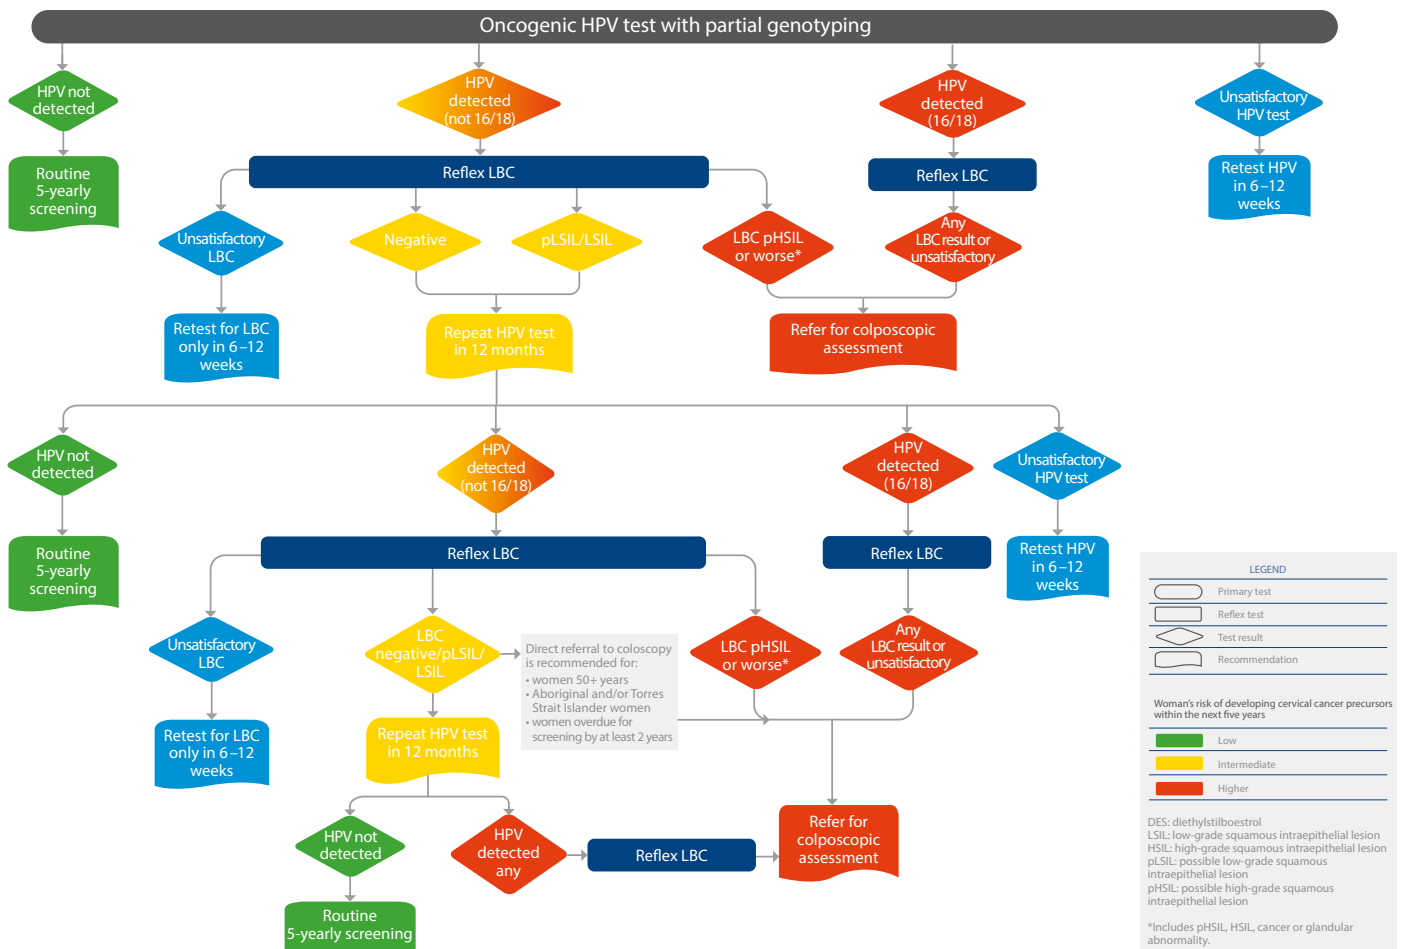 Oncogenic HPV test with partial genotyping
HPV not
detected
HPV
detected
(not 16/18)
HPV
detected
(16/18)
Unsatisfactory
HPV test
Routine
5-yearly
screening
Reflex LBC
Reflex LBC
Retest HPV
in 6–12
weeks
Unsatisfactory
LBC
Negative
pLSIL/LSIL
LBC pHSIL
or worse*
Any
LBC result or
unsatisfactory
Retest for LBC
only in 6–12
weeks
Repeat HPV test
in 12 months
Refer for colposcopic
assessment
HPV not
detected
HPV
detected
(not 16/18)
HPV
detected
(16/18)
Unsatisfactory
HPV test
Routine
5-yearly
screening
Reflex LBC
Reflex LBC
Retest HPV
in 6–12
weeks
Unsatisfactory
LBC
LBC
negative/pLSIL/
LSIL
Direct referral to coloscopy
is recommended for:
• women 50+ years
• Aboriginal and/or Torres
Strait Islander women
• women overdue for
screening by at least 2 years
LBC pHSIL
or worse*
Any
LBC result or
unsatisfactory
Retest for LBC
only in 6–12
weeks
Repeat HPV test
in 12 months
HPV not
detected
HPV
detected
any
Reflex LBC
Refer for
colposcopic
assessment
Routine
5-yearly screening
LEGEND
Primary test
Reflex test
Test result
Recommendation
Woman's risk of developing cervical cancer precursors
within the next five years
Low
Intermediate
Higher
DES: diethylstilboestrol
LSIL: low-grade squamous intraepithelial lesion
HSIL: high-grade squamous intraepithelial lesion
pLSIL: possible low-grade squamous
intraepithelial lesion
pHSIL: possible high-grade squamous
intraepithelial lesion
*Includes pHSIL, HSIL, cancer or glandular
abnormality.